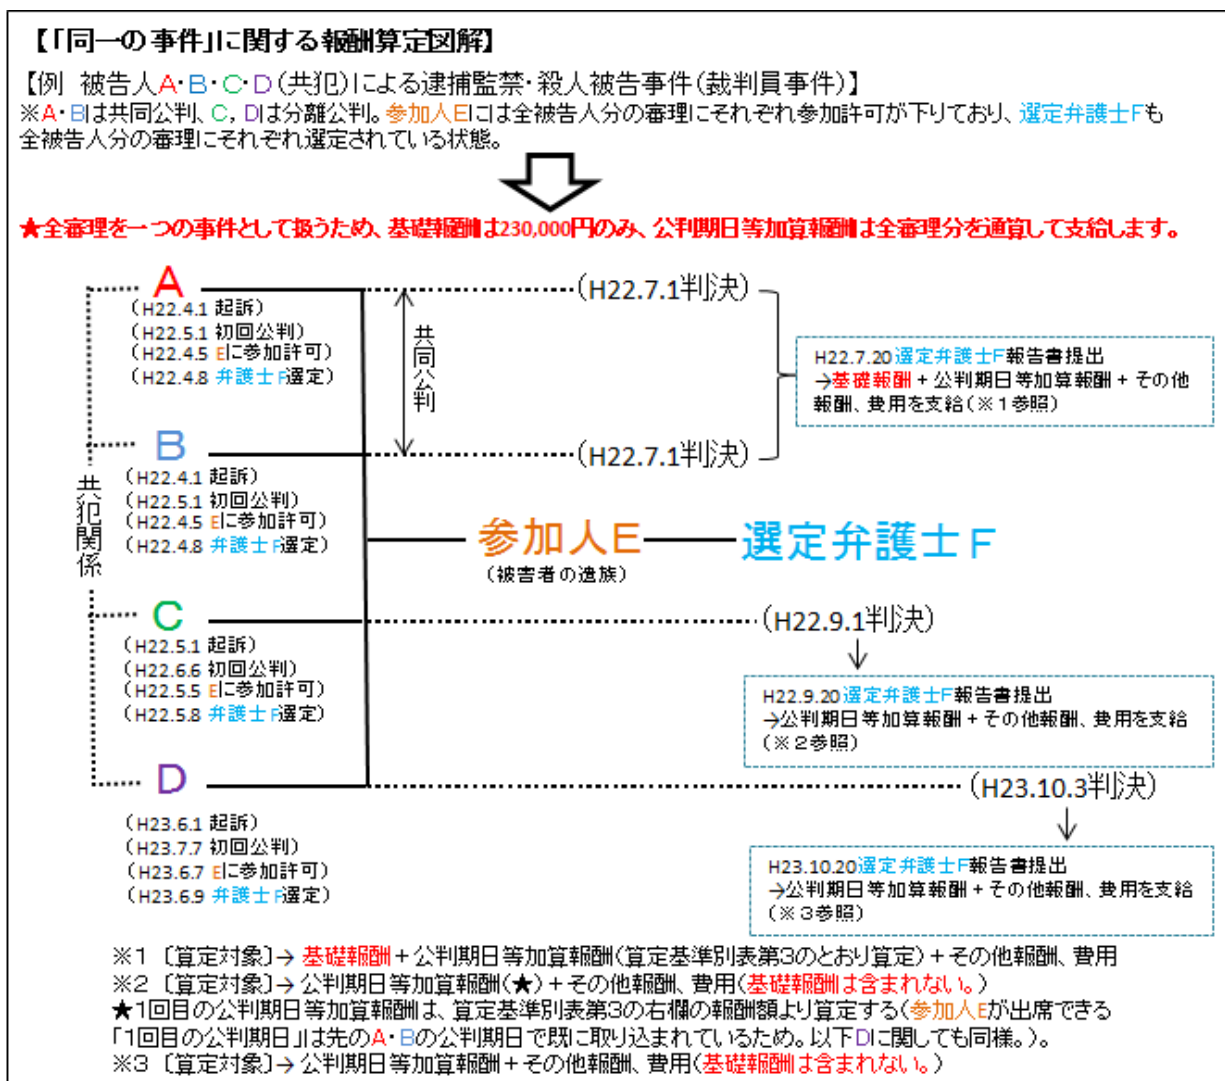 【「同一の事件」に関する報酬算定図解】
【例 被告人A・B・C・D(共犯)による逮捕監禁・殺人被告事件(裁判員事件)】
※A・Bは共同公判、C，Dは分離公判。参加人Eには全被告人分の審理にそれぞれ参加許可が下りており、選定弁護士Fも
全被告人分の審理にそれぞれ選定されている状態。
★全審理を一つの事件として扱うため、基礎報酬は230,000円のみ、公判期日等加算報酬は全審理分を通算して支給します。
A
(H22.4.1 起訴)
(H22.5.1 初回公判)
(H22.4.5 Eに参加許可)
(H22.4.8 弁護士F選定)
共同公判
(H22.7.1判決)
H22.7.20選定弁護士F報告書提出
→基礎報酬+公判期日等加算報酬+その他
報酬、費用を支給(※1参照)
B
(H22.4.1 起訴)
(H22.5.1 初回公判)
(H22.4.5 Eに参加許可)
(H22.4.8 弁護士F選定)
(H22.7.1判決)
共犯関係
参加人E
(被害者の遺族)
選定弁護士F
C
(H22.5.1 起訴)
(H22.6.6 初回公判)
(H22.5.5 Eに参加許可)
(H22.5.8 弁護士F選定)
(H22.9.1判決)
H22.9.20選定弁護士F報告書提出
→公判期日等加算報酬+その他報酬、費用を支給
(※2参照)
D
(H23.6.1 起訴)
(H23.7.7 初回公判)
(H23.6.7 Eに参加許可)
(H23.6.9 弁護士F選定)
(H23.10.3判決)
H23.10.20選定弁護士F報告書提出
→公判期日等加算報酬+その他報酬、費用を支給
(※3参照)
※1 〔算定対象〕→ 基礎報酬+公判期日等加算報酬(算定基準別表第3のとおり算定)+その他報酬、費用
※2 〔算定対象〕→ 公判期日等加算報酬(★)+その他報酬、費用(基礎報酬は含まれない。)
★1回目の公判期日等加算報酬は、算定基準別表第3の右欄の報酬額より算定する(参加人Eが出席できる
「1回目の公判期日」は先のA・Bの公判期日で既に取り込まれているため。以下Dに関しても同様。)。
※3 〔算定対象〕→ 公判期日等加算報酬+その他報酬、費用(基礎報酬は含まれない。)